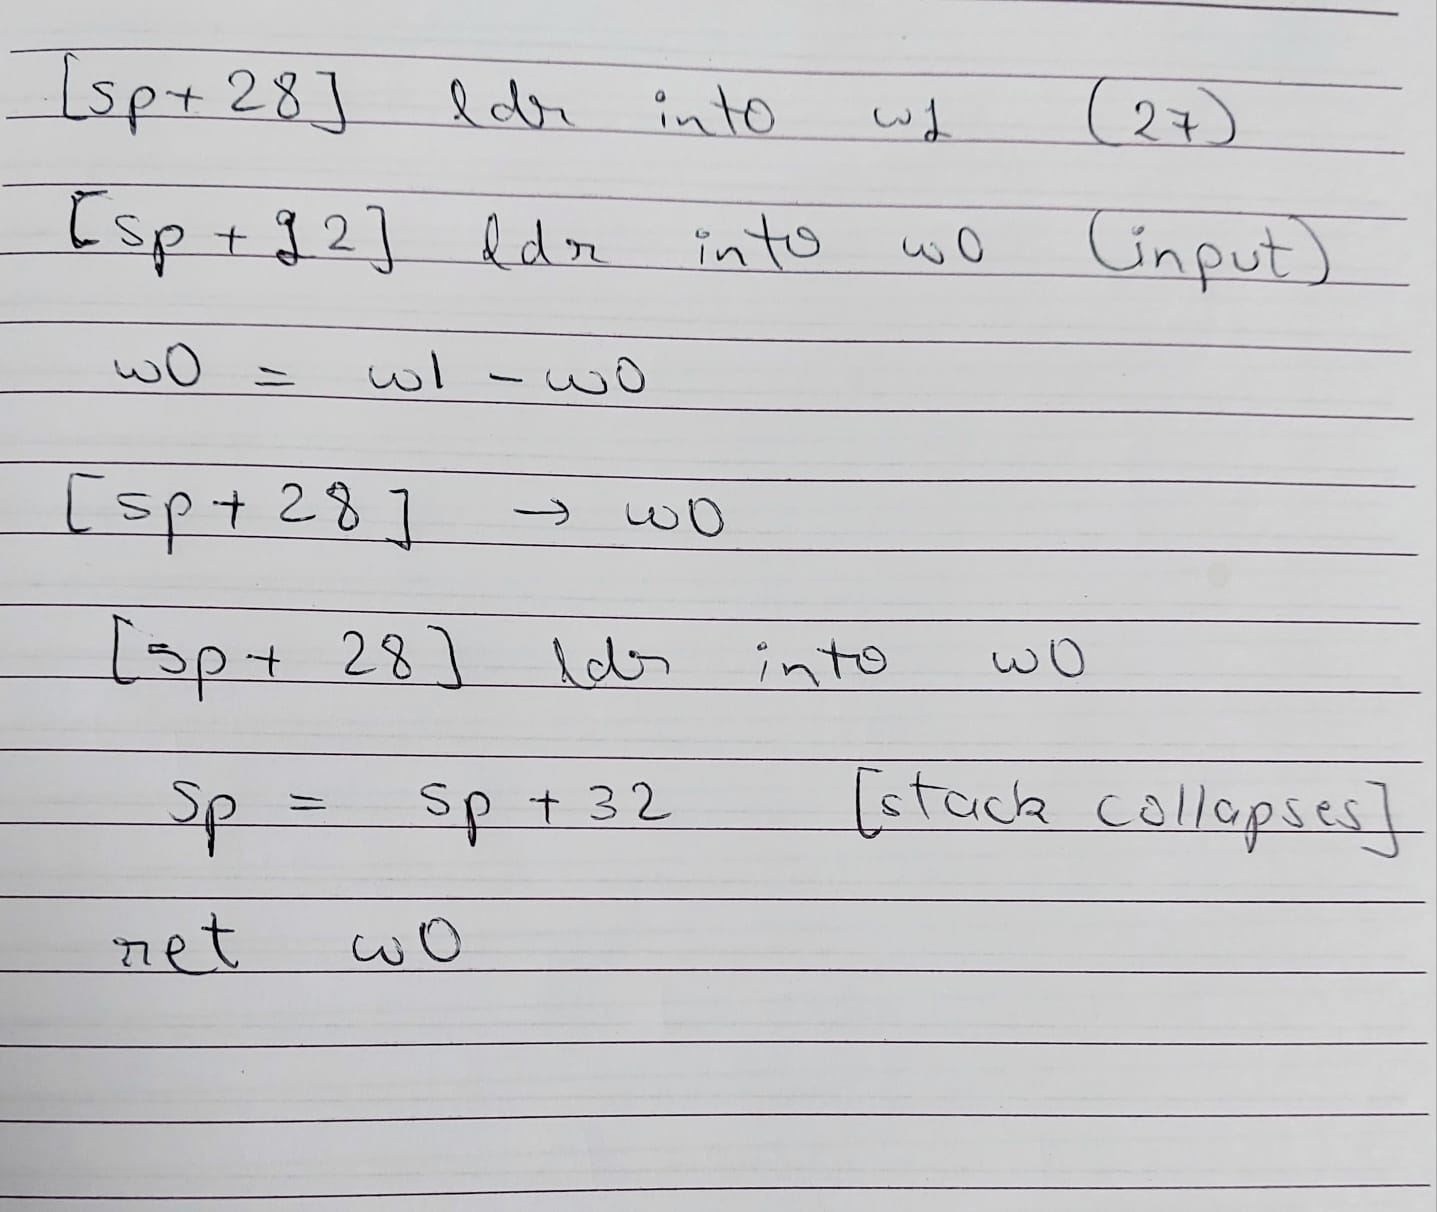 [sp+28] ldr into w1 (27)
[sp+12] ldr into w0 (input)
w0 = w1 - w0
[sp+28] → w0
[sp+28] ldr into w0
sp = sp+32 [stack collapses]
ret w0